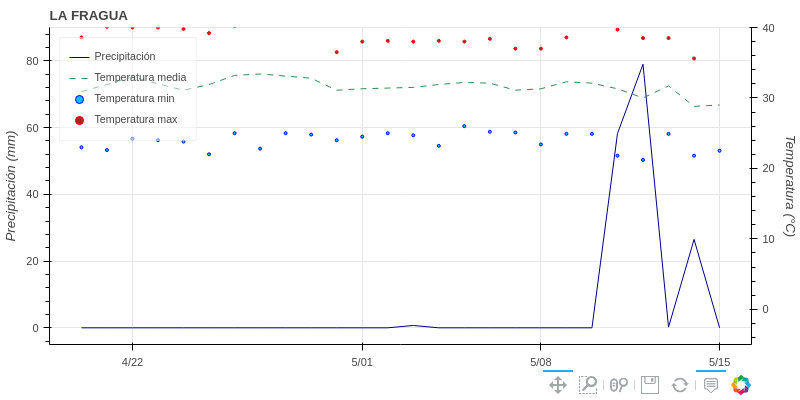 LA FRAGUA
Precipitación
Temperatura media
Temperatura min
Temperatura max
Precipitación (mm)
80
60
40
20
0
40
30
20
10
0
Temperatura (°C)
4/22
5/01
5/08
5/15